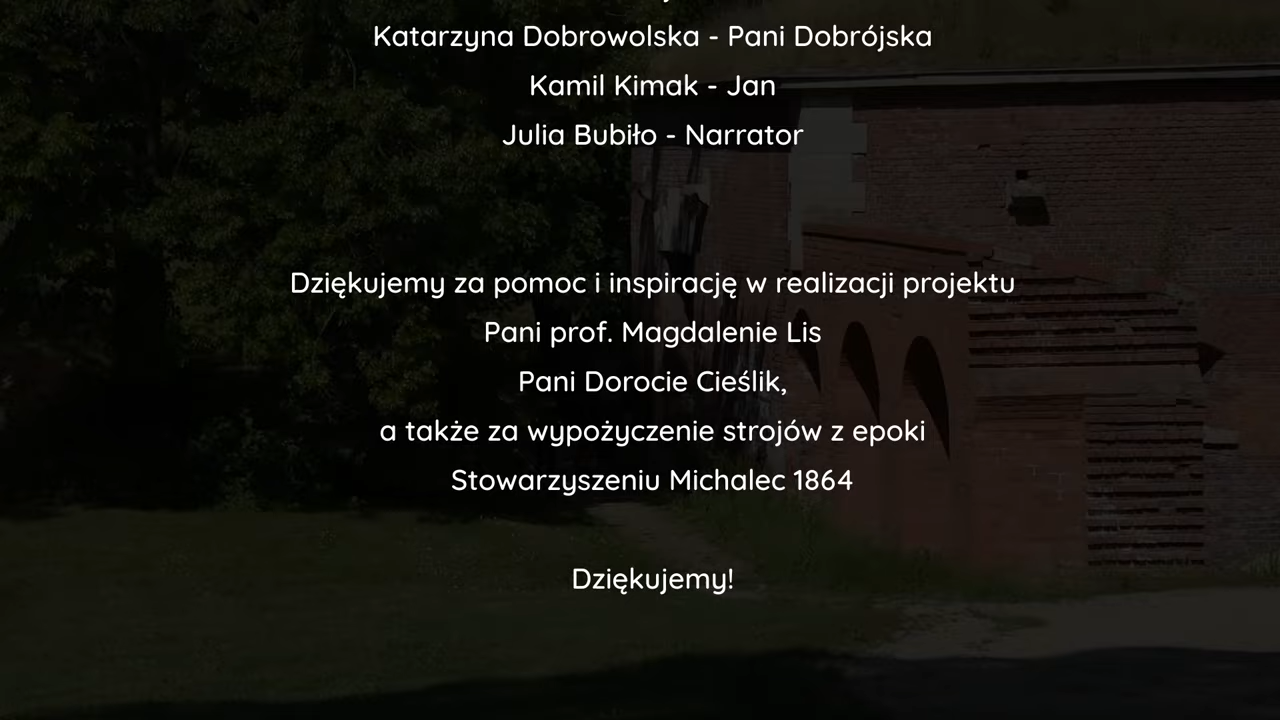 Katarzyna Dobrowolska - Pani Dobrójska
Kamil Kimak - Jan
Julia Bubiło - Narrator
Dziękujemy za pomoc i inspirację w realizacji projektu
Pani prof. Magdalenie Lis
Pani Dorocie Cieślik,
a także za wypożyczenie strojów z epoki
Stowarzyszeniu Michalec 1864
Dziękujemy!